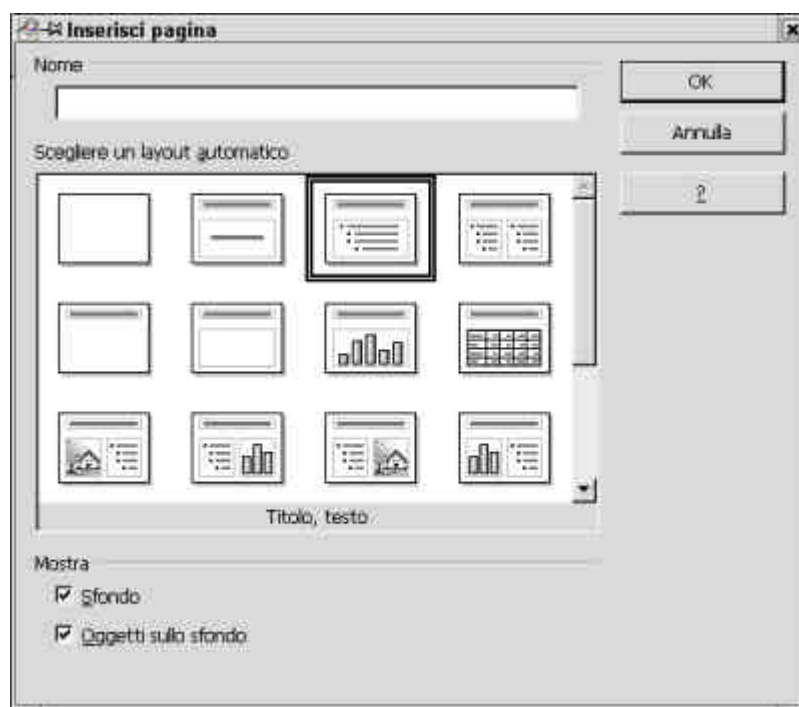 Inserisci pagina
Nome
OK
Annulla
Scegliere un layout automatico
?
Titolo, testo
Mostra
Sfondo
Oggetti sullo sfondo